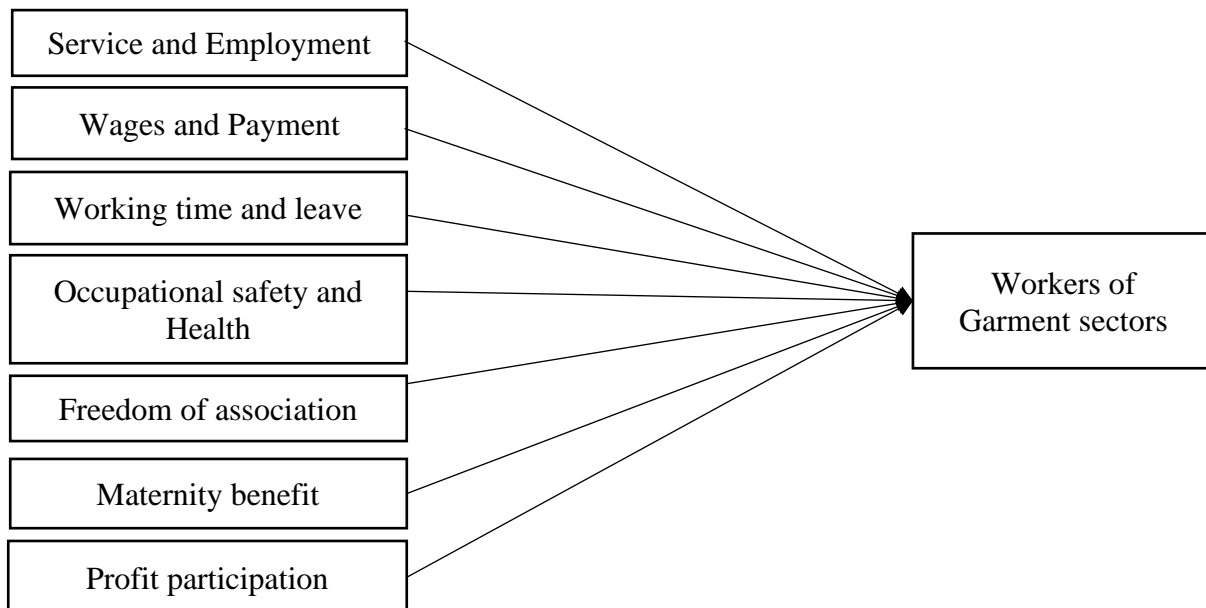 Service and Employment
Wages and Payment
Working time and leave
Occupational safety and
Health
Freedom of association
Maternity benefit
Profit participation
Workers of
Garment sectors